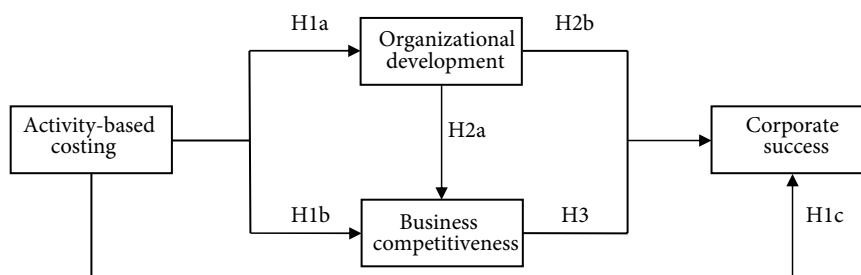 H1a
Organizational
development
H2b
Activity-based
costing
H2a
Corporate
success
H1b
Business
competitiveness
H3
H1c